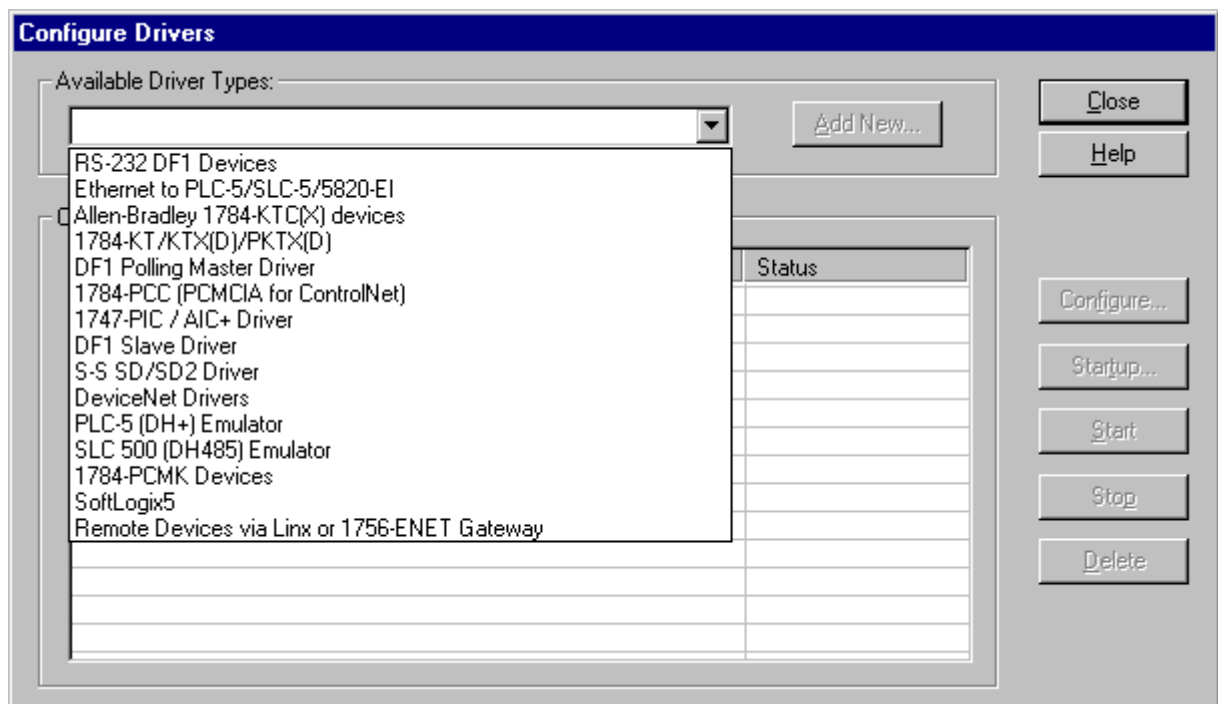 Configure Drivers
Available Driver Types:
Add New...
Close
Help
RS-232 DF1 Devices
Ethernet to PLC-5/SLC-5/5820-EI
Allen-Bradley 1784-KTC(X) devices
1784-KT/KTX(D)/PKTX(D)
DF1 Polling Master Driver
1784-PCC (PCMCIA for ControlNet)
1747-PIC / AIC+ Driver
DF1 Slave Driver
S-S SD/SD2 Driver
DeviceNet Drivers
PLC-5 (DH+) Emulator
SLC 500 (DH485) Emulator
1784-PCMK Devices
SoftLogix5
Remote Devices via Linx or 1756-ENET Gateway
Status
Configure...
Startup...
Start
Stop
Delete